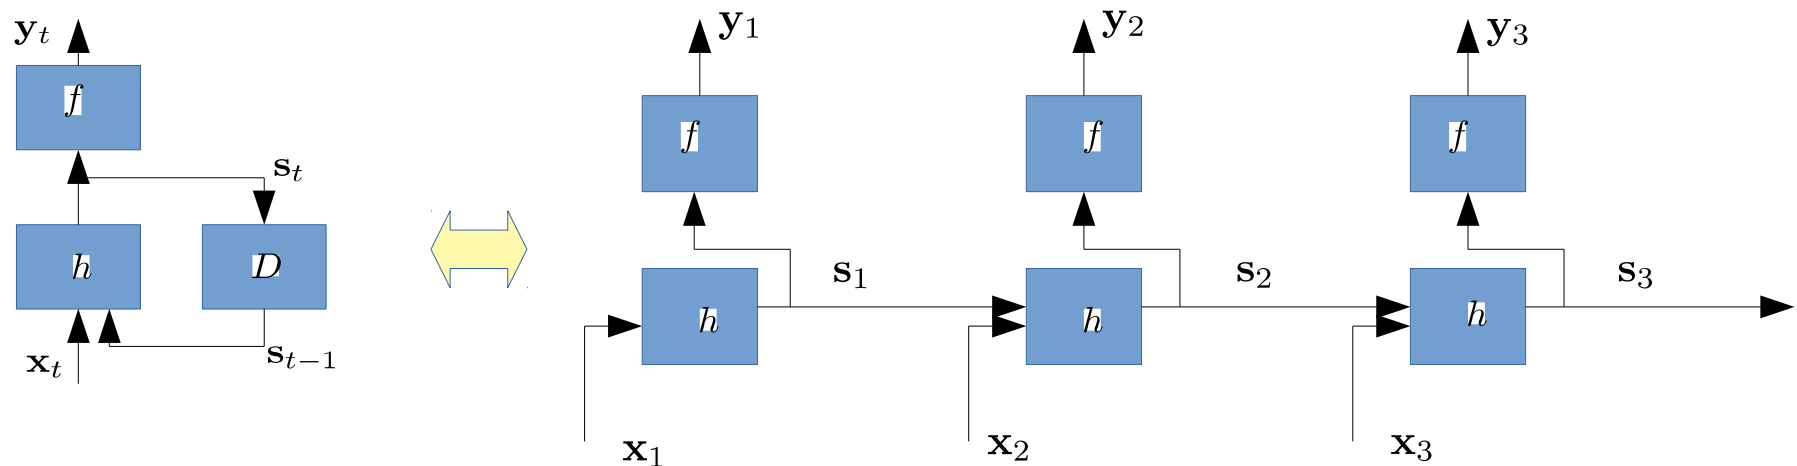 y_t
f
s_t
h
D
x_t
s_{t-1}
y_1
y_2
y_3
f
f
f
s_1
s_2
s_3
h
h
h
x_1
x_2
x_3